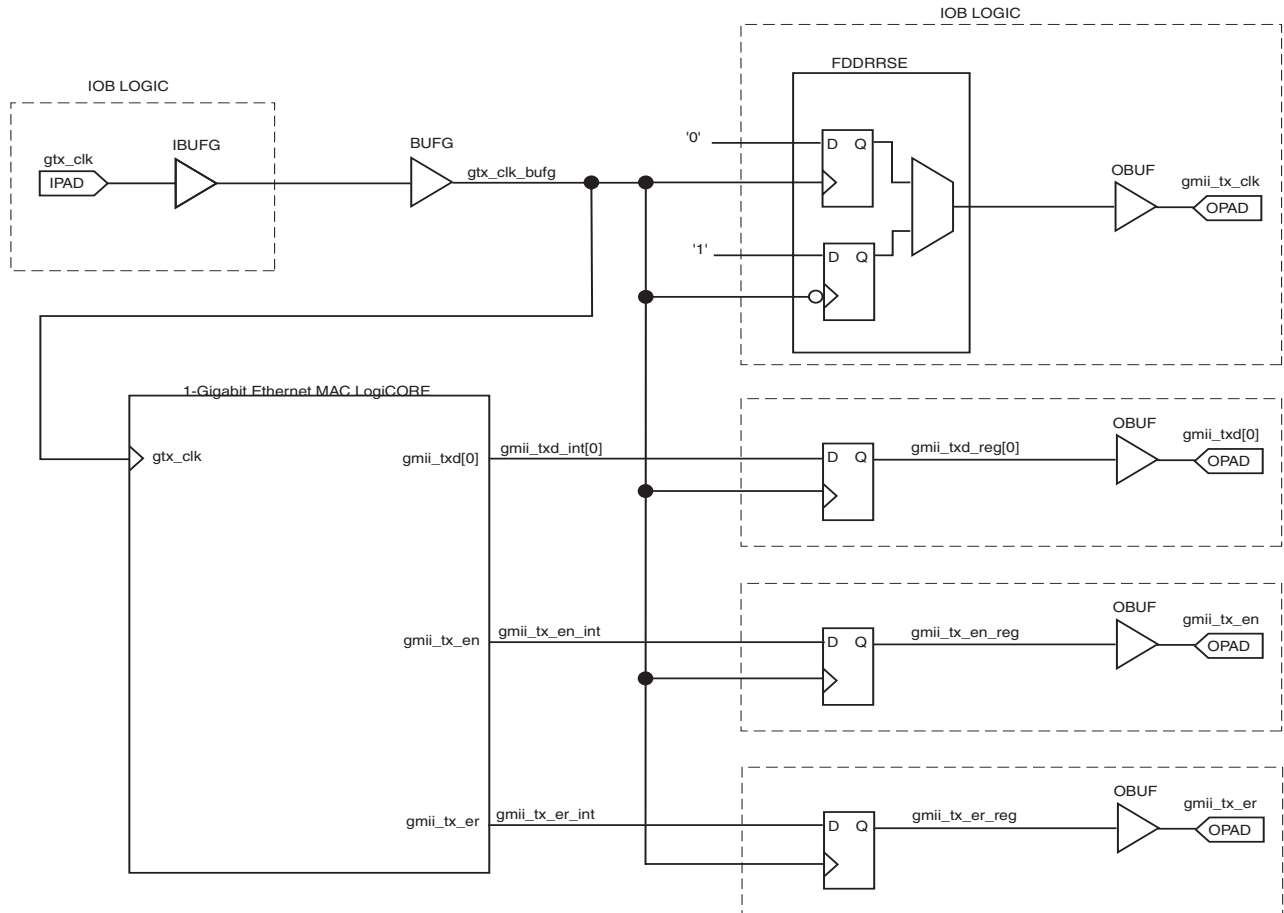 IOB LOGIC
IOB LOGIC
FDDRRSE
gtx_clk
IPAD
IBUFG
BUFG
gtx_clk_bufg
'0'
D Q
'1'
D Q
OBUF
gmii_tx_clk
OPAD
1-Gigabit Ethernet MAC LogiCORE
gtx_clk
gmii_txd[0]
gmii_txd_int[0]
D Q
gmii_txd_reg[0]
OBUF
gmii_txd[0]
OPAD
gmii_tx_en
gmii_tx_en_int
D Q
gmii_tx_en_reg
OBUF
gmii_tx_en
OPAD
gmii_tx_er
gmii_tx_er_int
D Q
gmii_tx_er_reg
OBUF
gmii_tx_er
OPAD